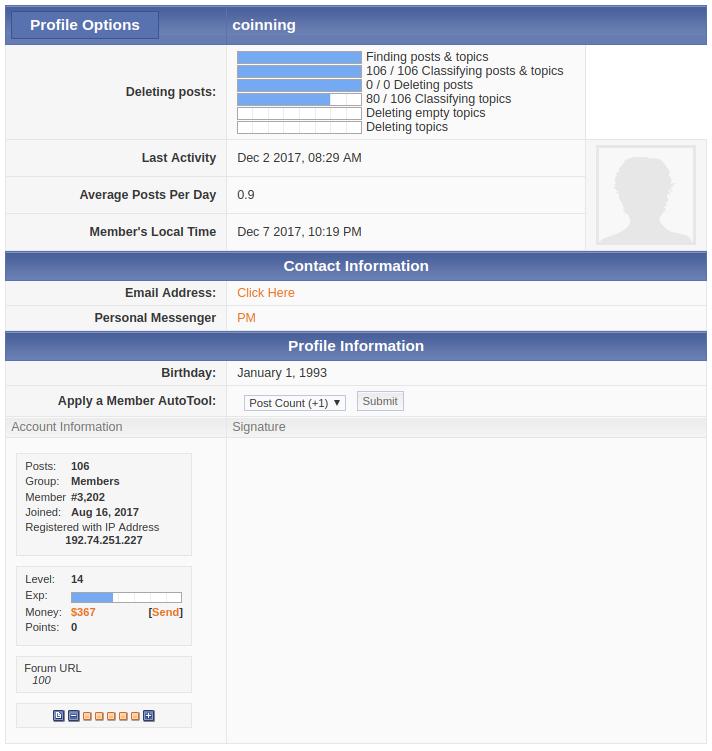 Profile Options
coinning
Deleting posts:
Finding posts & topics
106 / 106 Classifying posts & topics
0 / 0 Deleting posts
80 / 106 Classifying topics
Deleting empty topics
Deleting topics
Last Activity
Dec 2 2017, 08:29 AM
Average Posts Per Day
0.9
Member's Local Time
Dec 7 2017, 10:19 PM
Contact Information
Email Address:
Click Here
Personal Messenger
PM
Profile Information
Birthday:
January 1, 1993
Apply a Member AutoTool:
Post Count (+1)
Submit
Account Information
Signature
Posts: 106
Group: Members
Member #3,202
Joined: Aug 16, 2017
Registered with IP Address
192.74.251.227
Level: 14
Exp:
Money: $367 [Send]
Points: 0
Forum URL
100